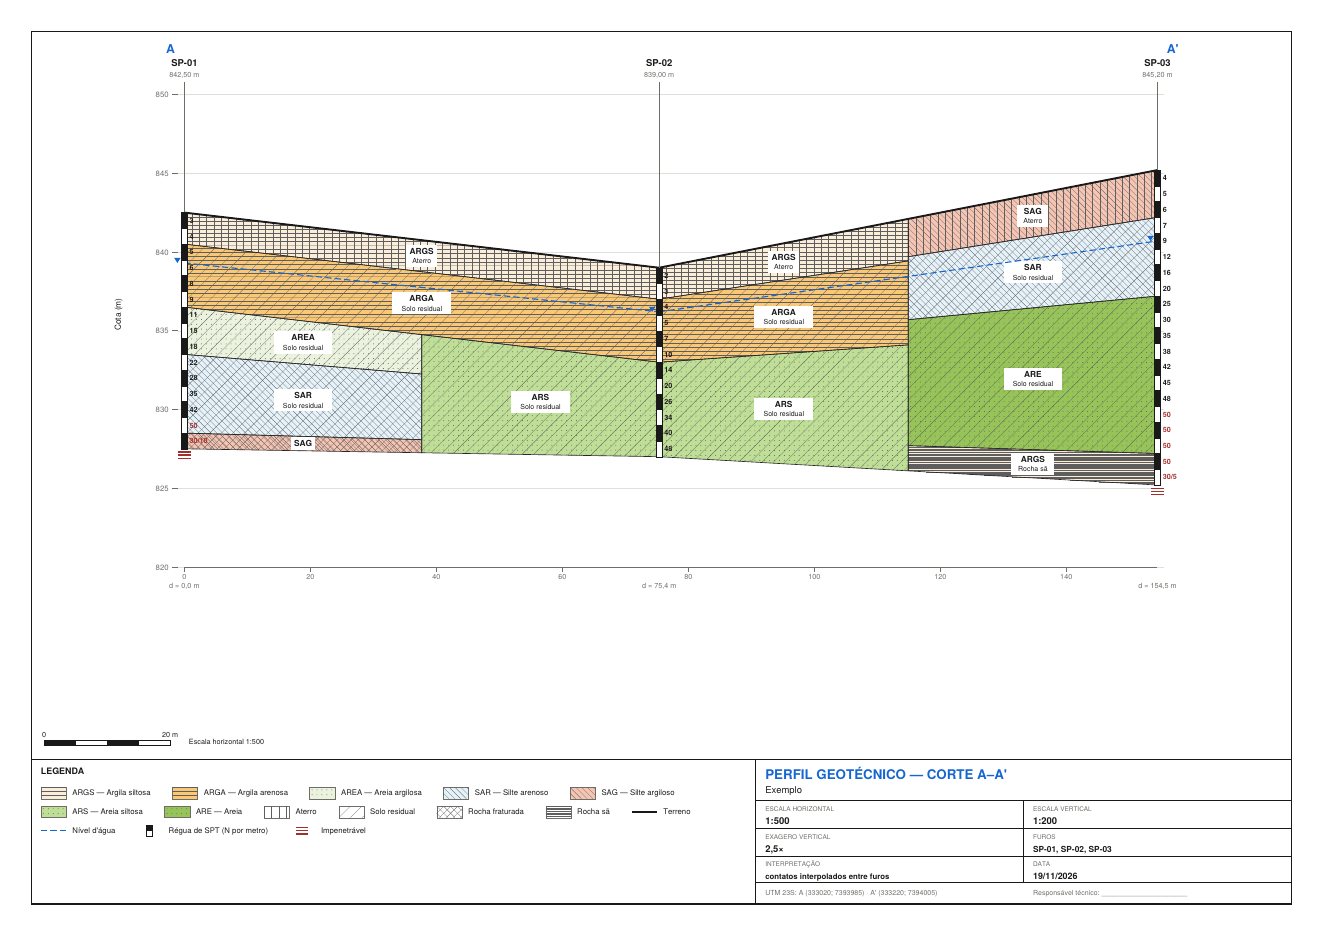 A
A'
SP-01
SP-02
SP-03
842,50 m
839,00 m
845,20 m
850
845
840
835
830
825
820
Cota (m)
4
5
6
8
9
11
15
18
22
28
35
42
50
30/10
4
5
7
10
14
20
26
34
40
48
4
5
6
7
9
12
16
20
25
30
35
38
42
45
48
50
50
50
50
30/5
ARGS
Aterro
ARGA
Solo residual
AREA
Solo residual
SAR
Solo residual
SAG
ARS
Solo residual
ARGS
Aterro
ARGA
Solo residual
ARS
Solo residual
SAG
Aterro
SAR
Solo residual
ARE
Solo residual
ARGS
Rocha sã
0 20 40 60 80 100 120 140
d = 0,0 m
d = 75,4 m
d = 154,5 m
0 20 m
Escala horizontal 1:500
LEGENDA
ARGS — Argila siltosa ARGA — Argila arenosa AREA — Areia argilosa SAR — Silte arenoso SAG — Silte argiloso
ARS — Areia siltosa ARE — Areia Aterro Solo residual Rocha fraturada Rocha sã Terreno
Nível d'água Régua de SPT (N por metro) Impenetrável
PERFIL GEOTÉCNICO — CORTE A–A'
Exemplo
ESCALA HORIZONTAL
1:500
ESCALA VERTICAL
1:200
EXAGERO VERTICAL
2,5×
FUROS
SP-01, SP-02, SP-03
INTERPRETAÇÃO
contatos interpolados entre furos
DATA
19/11/2026
UTM 23S: A (333020; 7393985) · A' (333220; 7394005)
Responsável técnico: ________________________